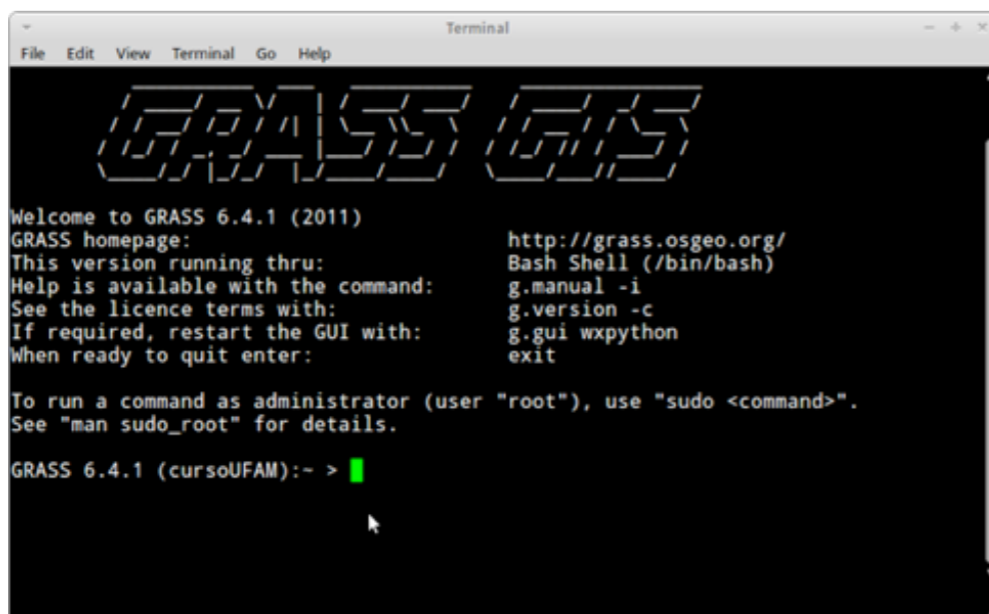 Terminal
File Edit View Terminal Go Help
GRASS GIS
Welcome to GRASS 6.4.1 (2011)
GRASS homepage: http://grass.osgeo.org/
This version running thru: Bash Shell (/bin/bash)
Help is available with the command: g.manual -i
See the licence terms with: g.version -c
If required, restart the GUI with: g.gui wxpython
When ready to quit enter: exit
To run a command as administrator (user "root"), use "sudo <command>".
See "man sudo_root" for details.
GRASS 6.4.1 (cursoUFAM):~ >